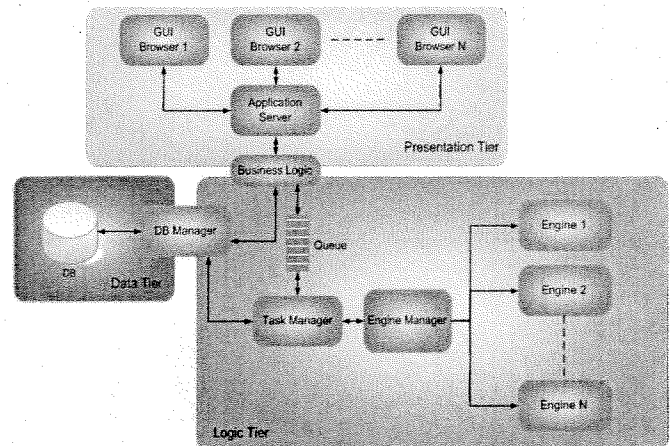 GUI
Browser 1
GUI
Browser 2
GUI
Browser N
Application
Server
Presentation Tier
Business Logic
DB Manager
DB
Data Tier
Queue
Task Manager
Engine Manager
Engine 1
Engine 2
Engine N
Logic Tier